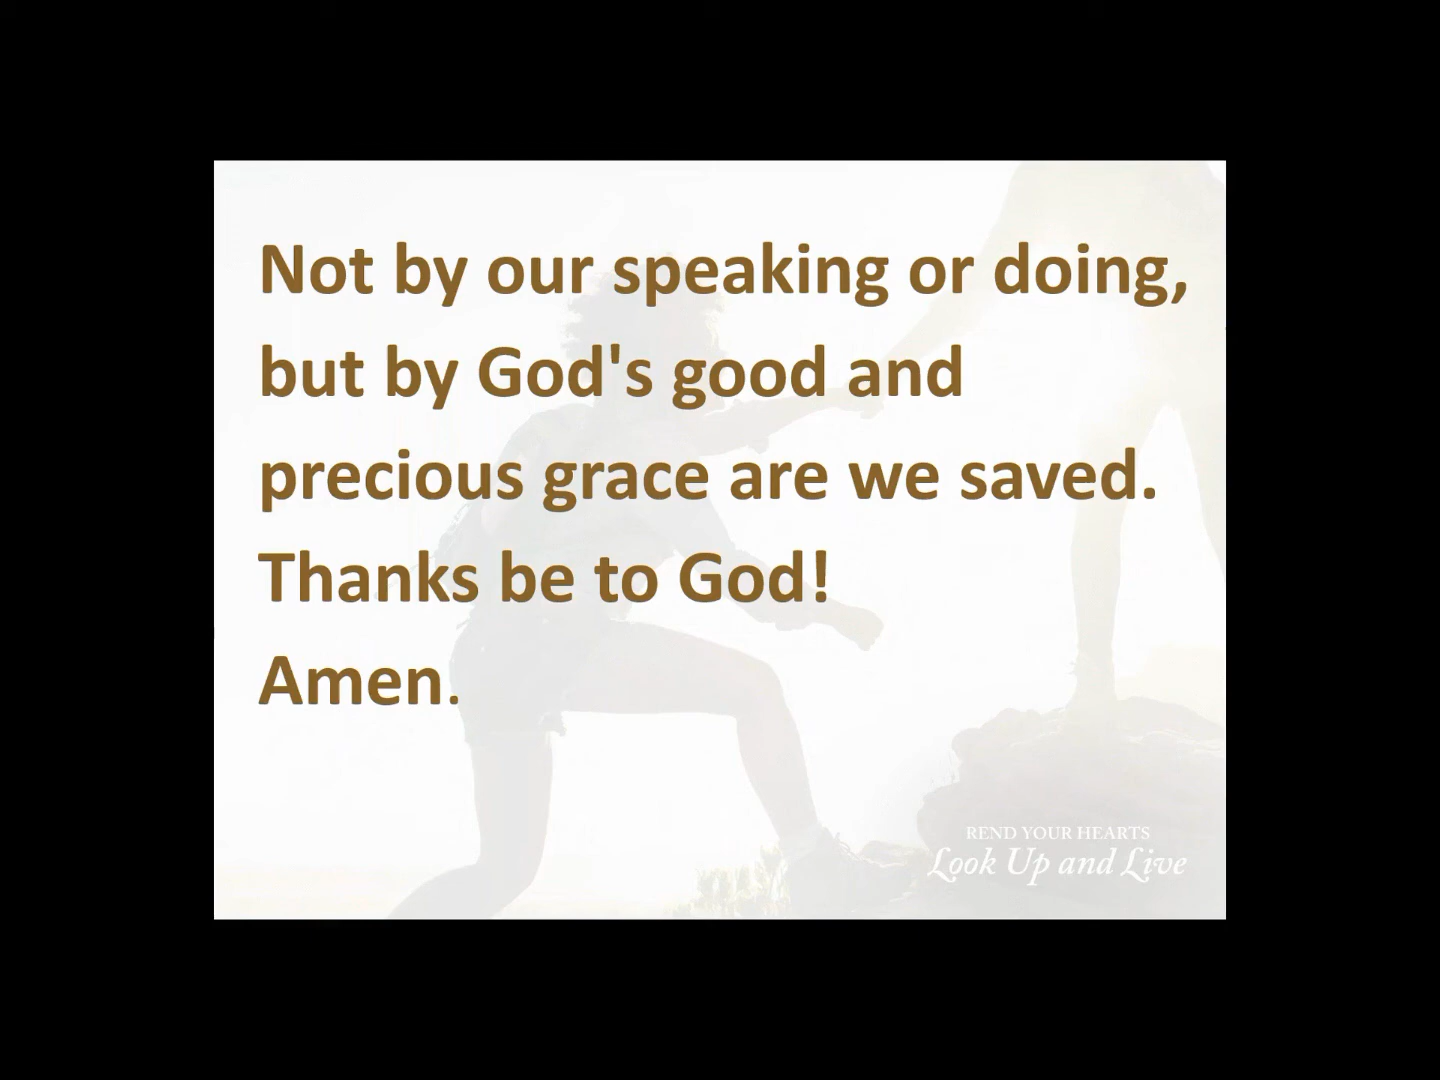 Not by our speaking or doing,
but by God's good and
precious grace are we saved.
Thanks be to God!
Amen.
REND YOUR HEARTS
Look Up and Live